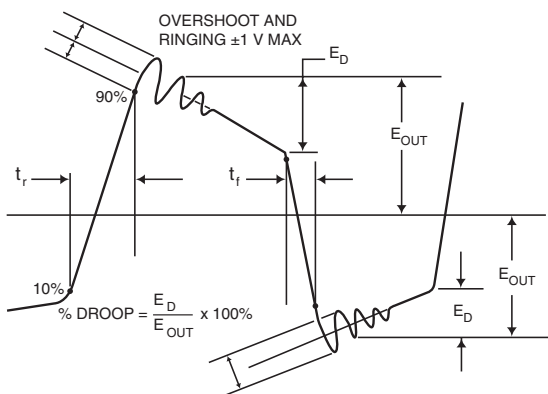 OVERSHOOT AND
RINGING ±1 V MAX
E_D
90%
E_OUT
t_r
t_f
10%
% DROOP = E_D / E_OUT x 100%
E_OUT
E_D